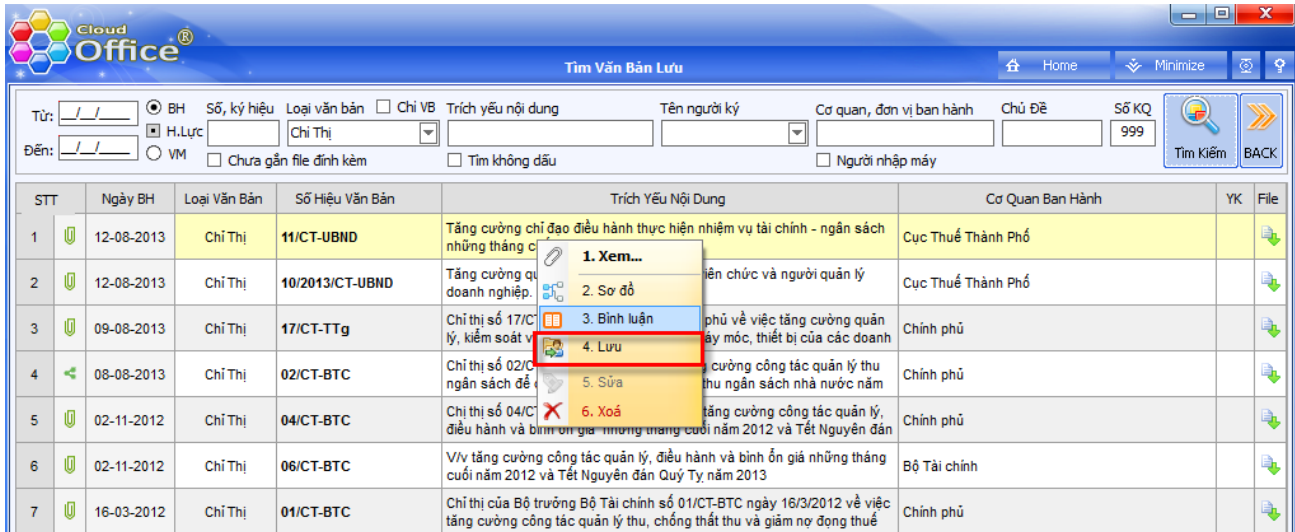 Cloud
Office®
Tìm Văn Bản Lưu
Home
Minimize
X
Từ: _/_/____
BH
Số, ký hiệu
Loại văn bản
Chi VB
Trích yếu nội dung
Tên người ký
Cơ quan, đơn vị ban hành
Chủ Đề
Số KQ
H.Lực
Chỉ Thị
999
Đến: _/_/____
VM
Chưa gắn file đính kèm
Tìm không dấu
Người nhập máy
Tìm Kiếm
BACK
STT
Ngày BH
Loại Văn Bản
Số Hiệu Văn Bản
Trích Yếu Nội Dung
Cơ Quan Ban Hành
YK
File
1
12-08-2013
Chỉ Thị
11/CT-UBND
Tăng cường chỉ đạo điều hành thực hiện nhiệm vụ tài chính - ngân sách
những tháng
Cục Thuế Thành Phố
2
12-08-2013
Chỉ Thị
10/2013/CT-UBND
Tăng cường viên chức và người quản lý
doanh nghiệp.
Cục Thuế Thành Phố
3
09-08-2013
Chỉ Thị
17/CT-TTg
Chỉ thị số 17/C phủ về việc tăng cường quản
lý, kiểm soát máy móc, thiết bị của các doanh
Chính phủ
4
08-08-2013
Chỉ Thị
02/CT-BTC
Chỉ thị số 02/C cường công tác quản lý thu
ngân sách để thu ngân sách nhà nước năm
Chính phủ
5
02-11-2012
Chỉ Thị
04/CT-BTC
Chị thị số 04/C tăng cường công tác quản lý,
điều hành và bình ổn giá những tháng cuối năm 2012 và Tết Nguyên đán
Chính phủ
6
02-11-2012
Chỉ Thị
06/CT-BTC
V/v tăng cường công tác quản lý, điều hành và bình ổn giá những tháng
cuối năm 2012 và Tết Nguyên đán Quý Tỵ năm 2013
Bộ Tài chính
7
16-03-2012
Chỉ Thị
01/CT-BTC
Chỉ thị của Bộ trưởng Bộ Tài chính số 01/CT-BTC ngày 16/3/2012 về việc
tăng cường công tác quản lý thu, chống thất thu và giảm nợ đọng thuế
Chính phủ
1. Xem...
2. Sơ đồ
3. Bình luận
4. Lưu
5. Sửa
6. Xoá